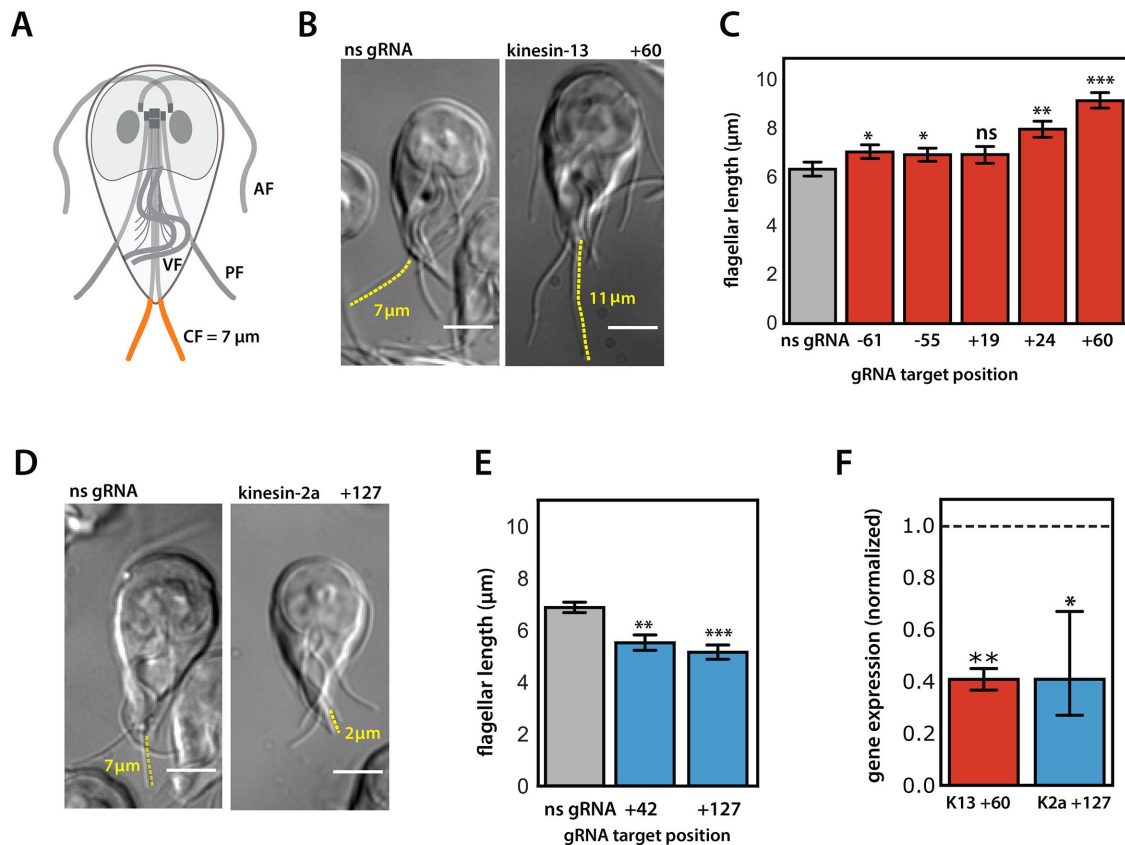 A
AF
VF
PF
CF = 7 µm
B
ns gRNA
kinesin-13 +60
7µm
11µm
C
flagellar length (µm)
10
8
6
4
2
0
* * ns ** ***
ns gRNA -61 -55 +19 +24 +60
gRNA target position
D
ns gRNA
kinesin-2a +127
7µm
2µm
E
flagellar length (µm)
10
8
6
4
2
0
** ***
ns gRNA +42 +127
gRNA target position
F
gene expression (normalized)
1.0
0.8
0.6
0.4
0.2
0.0
** *
K13 +60 K2a +127